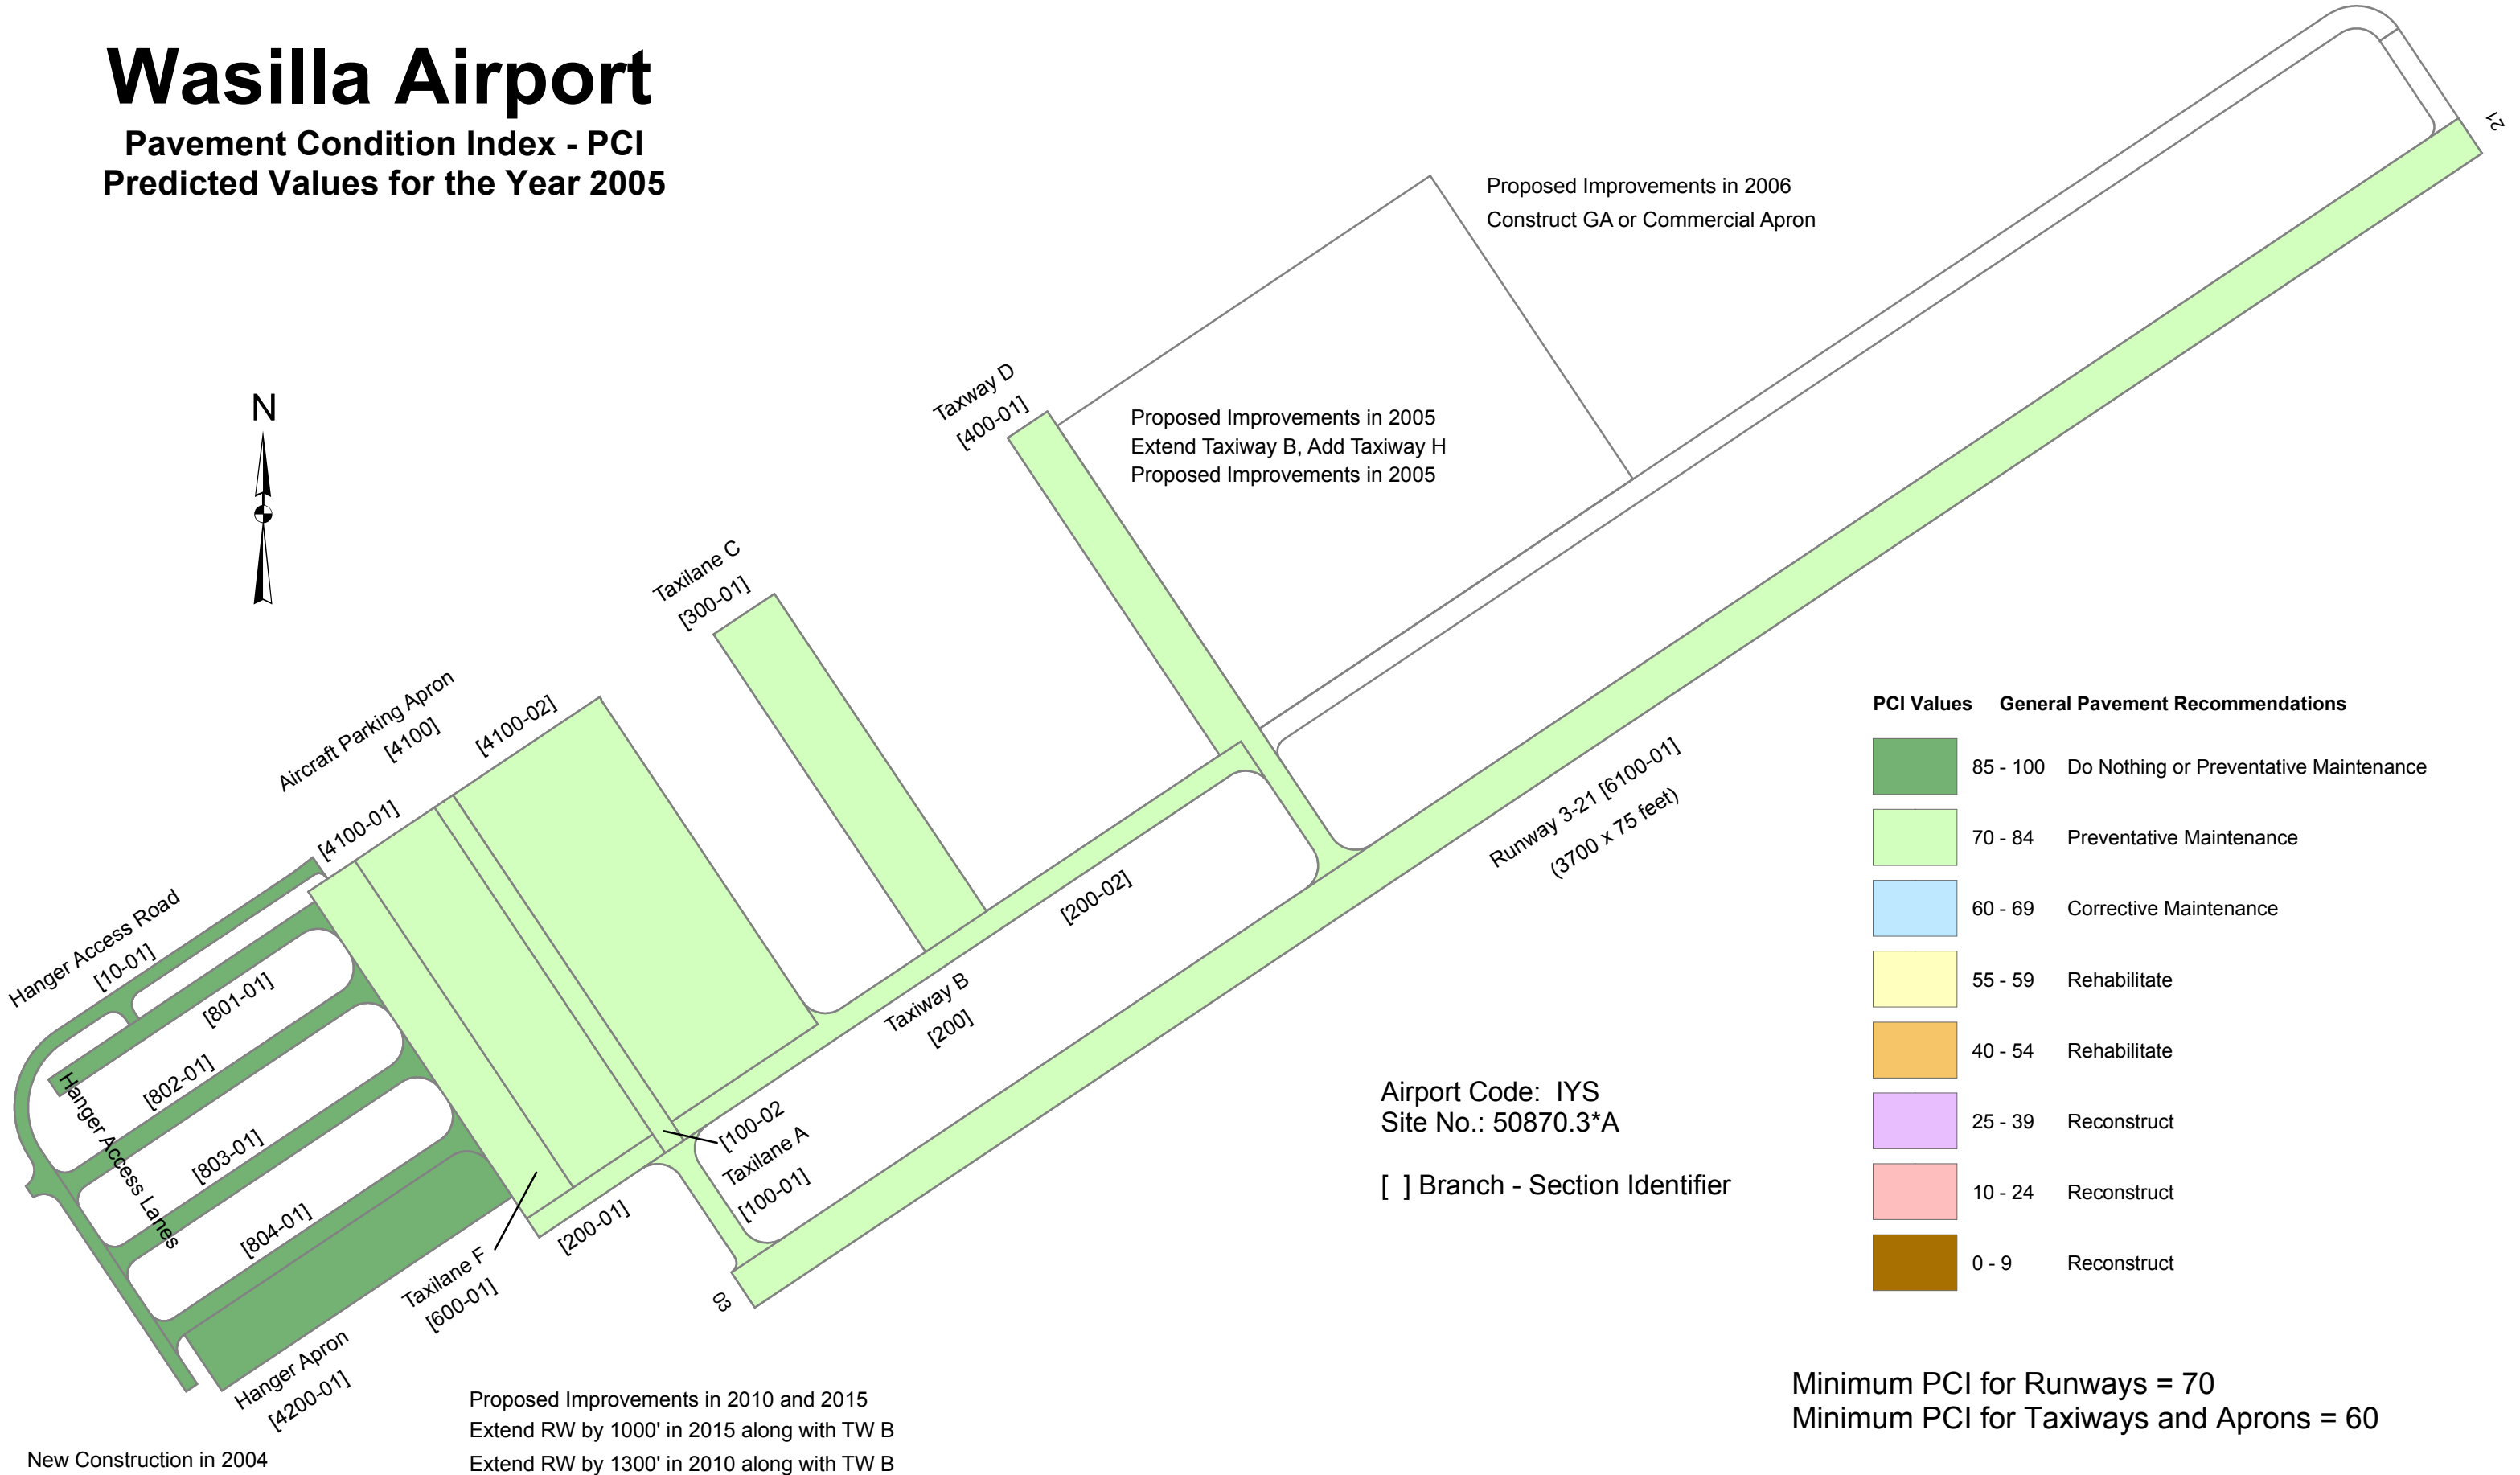 Wasilla Airport
Pavement Condition Index - PCI
Predicted Values for the Year 2005
N
21
Proposed Improvements in 2006
Construct GA or Commercial Apron
Taxway D
[400-01]
Proposed Improvements in 2005
Extend Taxiway B, Add Taxiway H
Proposed Improvements in 2005
Taxilane C
[300-01]
Aircraft Parking Apron
[4100]
[4100-02]
[4100-01]
Hanger Access Road
[10-01]
[801-01]
[802-01]
[803-01]
[804-01]
Hanger Access Lanes
Hanger Apron
[4200-01]
Taxilane F
[600-01]
[200-01]
[100-02
Taxilane A
[100-01]
03
Taxiway B
[200]
[200-02]
Runway 3-21 [6100-01]
(3700 x 75 feet)
PCI Values General Pavement Recommendations
85 - 100 Do Nothing or Preventative Maintenance
70 - 84 Preventative Maintenance
60 - 69 Corrective Maintenance
55 - 59 Rehabilitate
40 - 54 Rehabilitate
25 - 39 Reconstruct
10 - 24 Reconstruct
0 - 9 Reconstruct
Airport Code: IYS
Site No.: 50870.3*A
[ ] Branch - Section Identifier
Minimum PCI for Runways = 70
Minimum PCI for Taxiways and Aprons = 60
Proposed Improvements in 2010 and 2015
Extend RW by 1000' in 2015 along with TW B
Extend RW by 1300' in 2010 along with TW B
New Construction in 2004